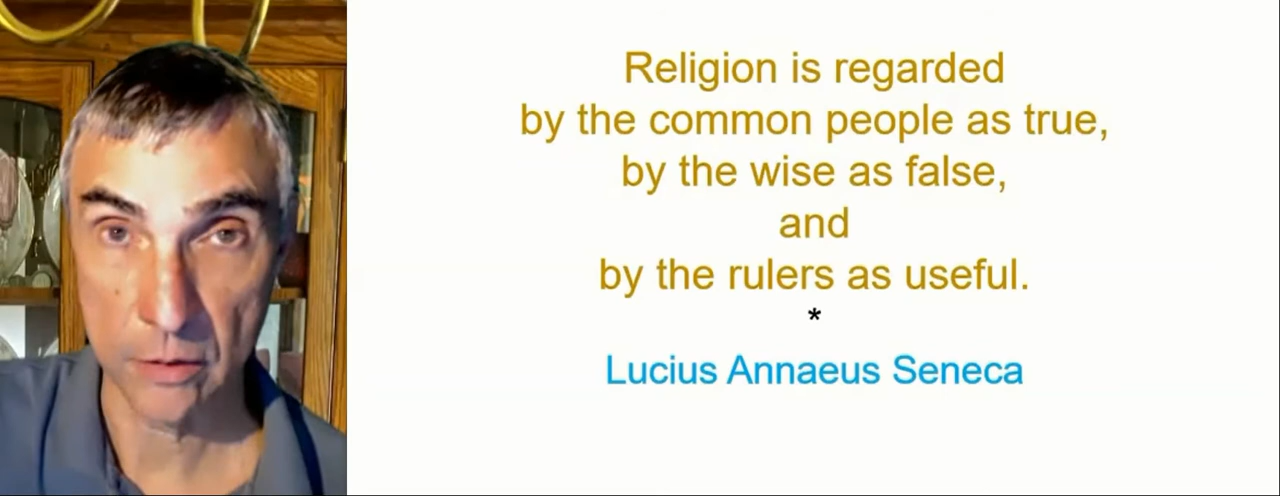 Religion is regarded
by the common people as true,
by the wise as false,
and
by the rulers as useful.
*
Lucius Annaeus Seneca